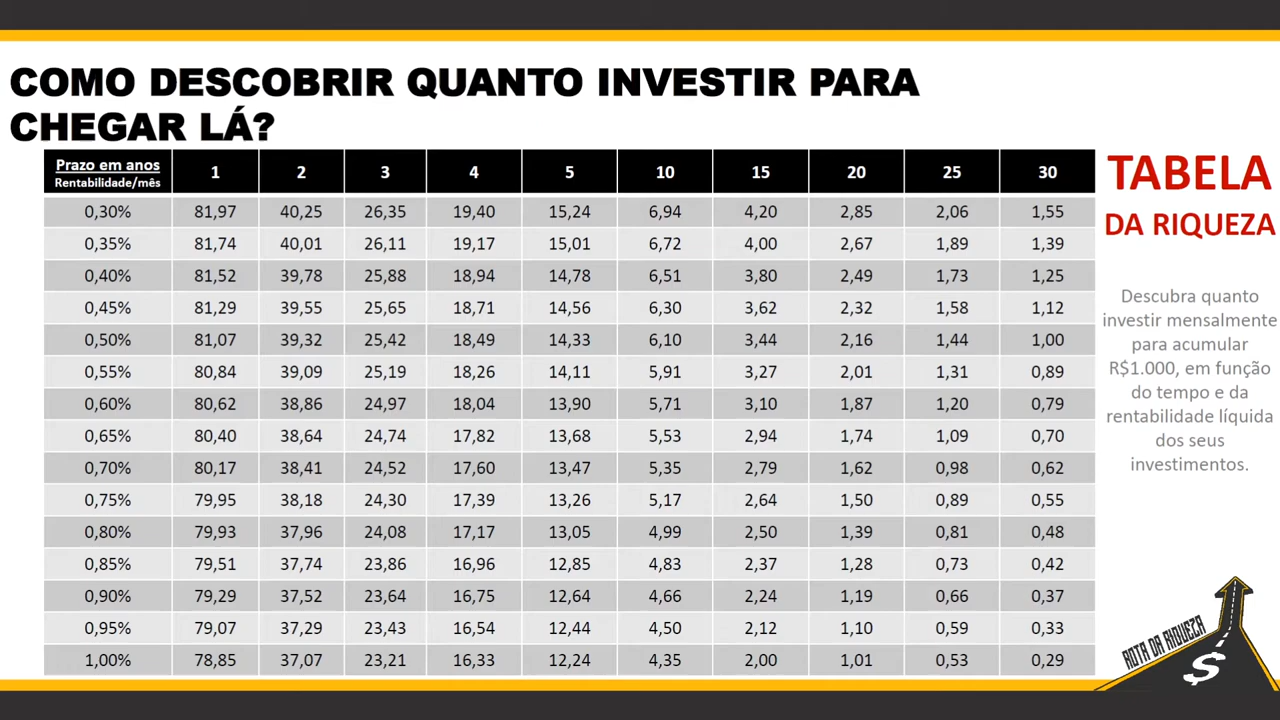 COMO DESCOBRIR QUANTO INVESTIR PARA
CHEGAR LÁ?
Prazo em anos 1 2 3 4 5 10 15 20 25 30
Rentabilidade/mês
0,30% 81,97 40,25 26,35 19,40 15,24 6,94 4,20 2,85 2,06 1,55
0,35% 81,74 40,01 26,11 19,17 15,01 6,72 4,00 2,67 1,89 1,39
0,40% 81,52 39,78 25,88 18,94 14,78 6,51 3,80 2,49 1,73 1,25
0,45% 81,29 39,55 25,65 18,71 14,56 6,30 3,62 2,32 1,58 1,12
0,50% 81,07 39,32 25,42 18,49 14,33 6,10 3,44 2,16 1,44 1,00
0,55% 80,84 39,09 25,19 18,26 14,11 5,91 3,27 2,01 1,31 0,89
0,60% 80,62 38,86 24,97 18,04 13,90 5,71 3,10 1,87 1,20 0,79
0,65% 80,40 38,64 24,74 17,82 13,68 5,53 2,94 1,74 1,09 0,70
0,70% 80,17 38,41 24,52 17,60 13,47 5,35 2,79 1,62 0,98 0,62
0,75% 79,95 38,18 24,30 17,39 13,26 5,17 2,64 1,50 0,89 0,55
0,80% 79,93 37,96 24,08 17,17 13,05 4,99 2,50 1,39 0,81 0,48
0,85% 79,51 37,74 23,86 16,96 12,85 4,83 2,37 1,28 0,73 0,42
0,90% 79,29 37,52 23,64 16,75 12,64 4,66 2,24 1,19 0,66 0,37
0,95% 79,07 37,29 23,43 16,54 12,44 4,50 2,12 1,10 0,59 0,33
1,00% 78,85 37,07 23,21 16,33 12,24 4,35 2,00 1,01 0,53 0,29
TABELA
DA RIQUEZA
Descubra quanto
investir mensalmente
para acumular
R$1.000, em função
do tempo e da
rentabilidade líquida
dos seus
investimentos.
ROTA DA RIQUEZA
$